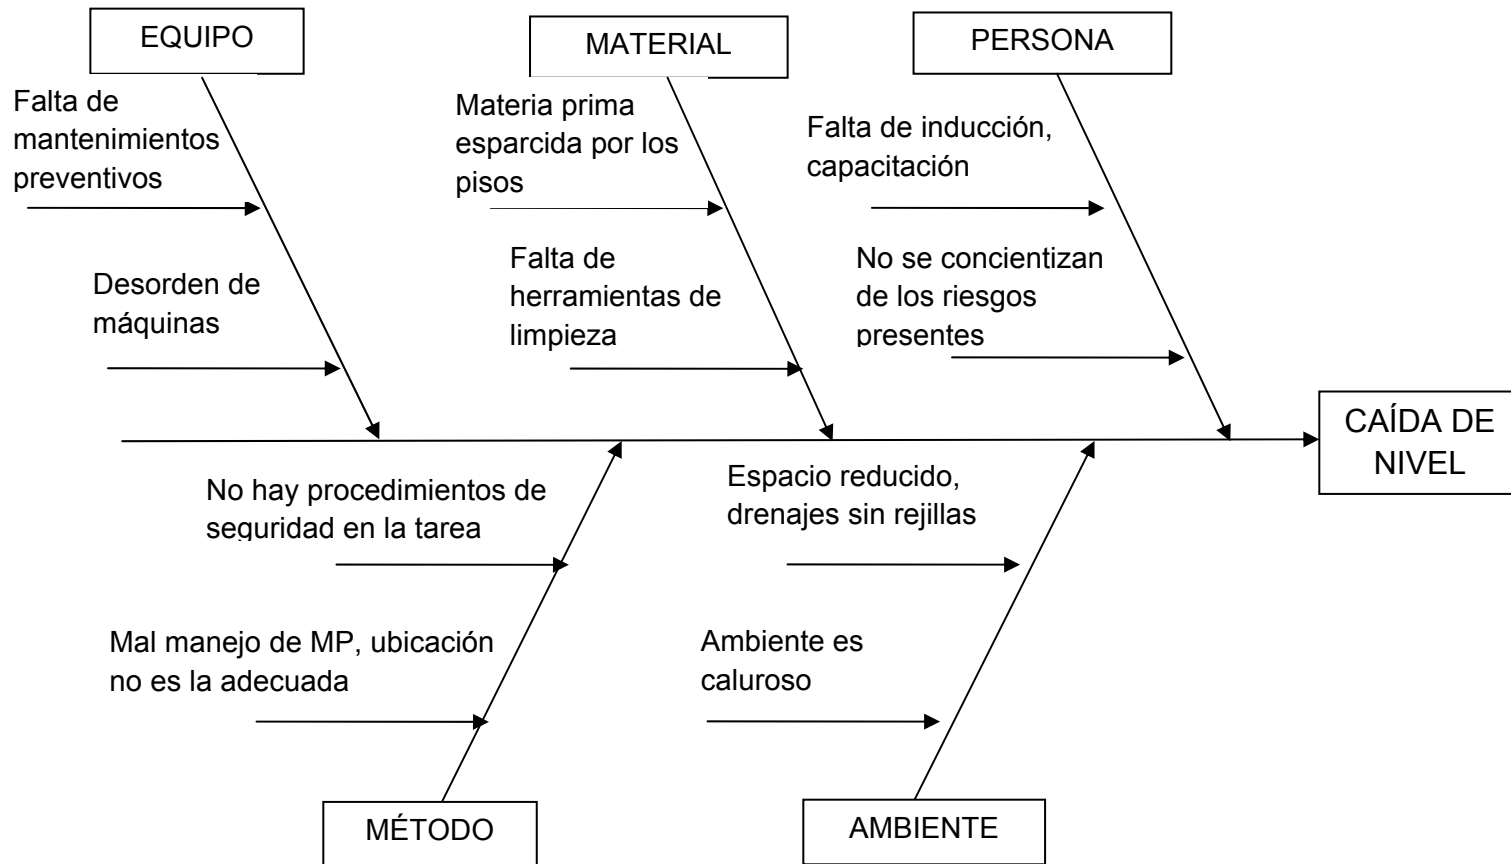 EQUIPO
MATERIAL
PERSONA
Falta de
mantenimientos
preventivos
Materia prima
esparcida por los
pisos
Falta de inducción,
capacitación
Desorden de
máquinas
Falta de
herramientas de
limpieza
No se concientizan
de los riesgos
presentes
CAÍDA DE
NIVEL
No hay procedimientos de
seguridad en la tarea
Espacio reducido,
drenajes sin rejillas
Mal manejo de MP, ubicación
no es la adecuada
Ambiente es
caluroso
MÉTODO
AMBIENTE